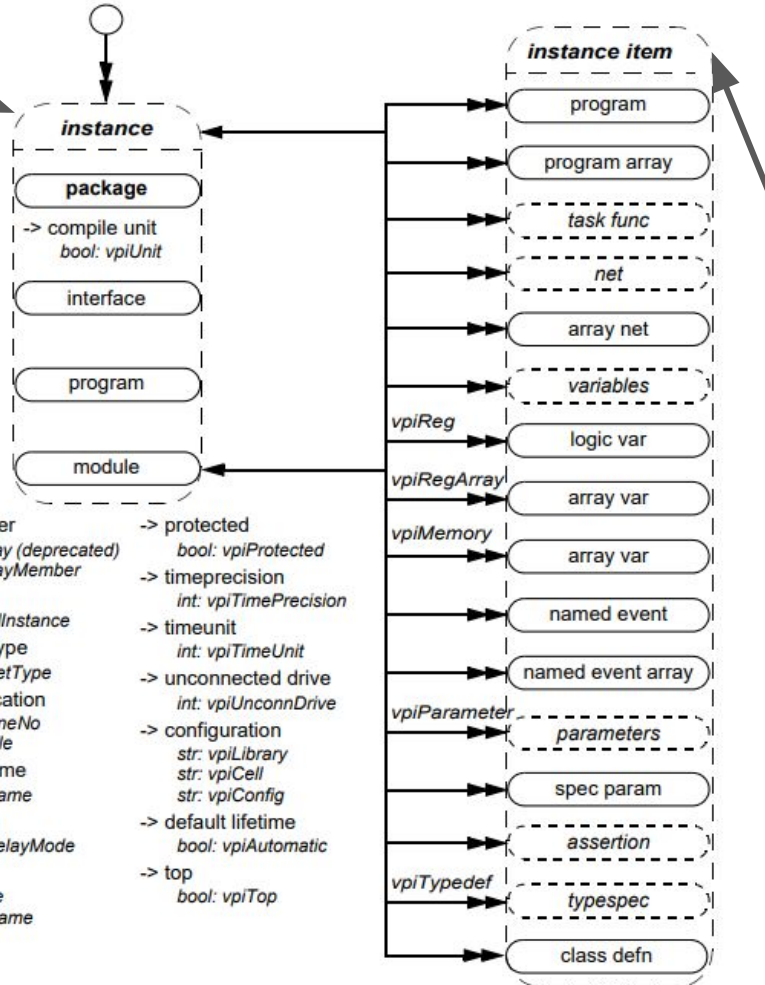 instance
package
-> compile unit
bool: vpiUnit
interface
program
module
(deprecated)
-> protected
bool: vpiProtected
-> timeprecision
int: vpiTimePrecision
-> timeunit
int: vpiTimeUnit
-> unconnected drive
int: vpiUnconnDrive
-> configuration
str: vpiLibrary
str: vpiCell
str: vpiConfig
-> default lifetime
bool: vpiAutomatic
-> top
bool: vpiTop
instance item
program
program array
task func
net
array net
variables
vpiReg
logic var
vpiRegArray
array var
vpiMemory
array var
named event
named event array
vpiParameter
parameters
spec param
assertion
vpiTypedef
typespec
class defn